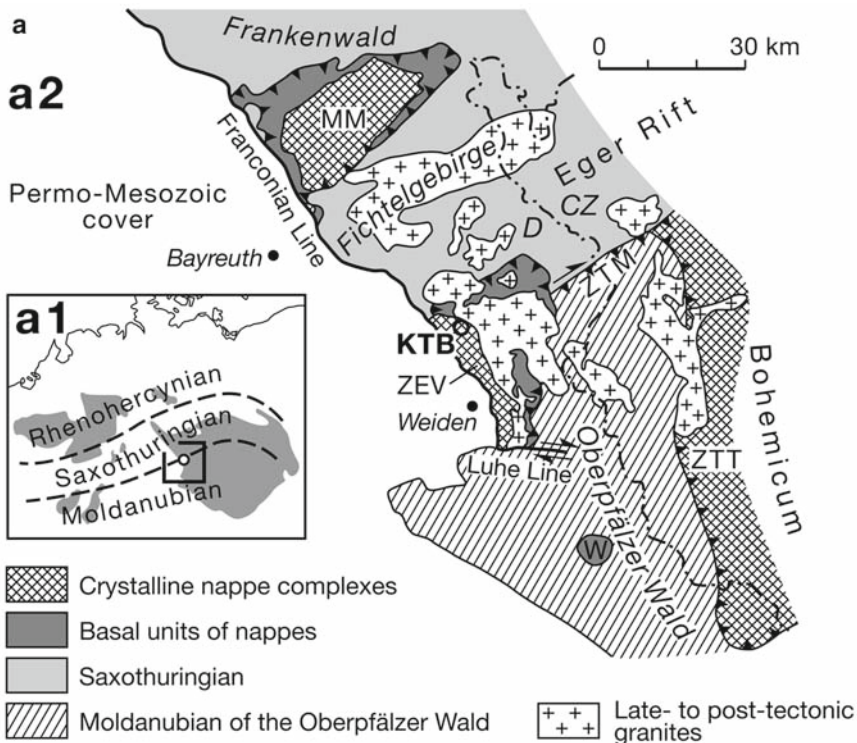 a
Frankenwald
0 30 km
a2
MM
Franconian Line
Fichtelgebirge
Eger Rift
Permo-Mesozoic
cover
CZ
D
Bayreuth
ZTM
a1
KTB
ZEV
Weiden
Bohemicum
Rhenohercynian
Saxothuringian
Moldanubian
Luhe Line
Oberpfälzer Wald
ZTT
W
Crystalline nappe complexes
Basal units of nappes
Saxothuringian
Moldanubian of the Oberpfälzer Wald
Late- to post-tectonic
granites